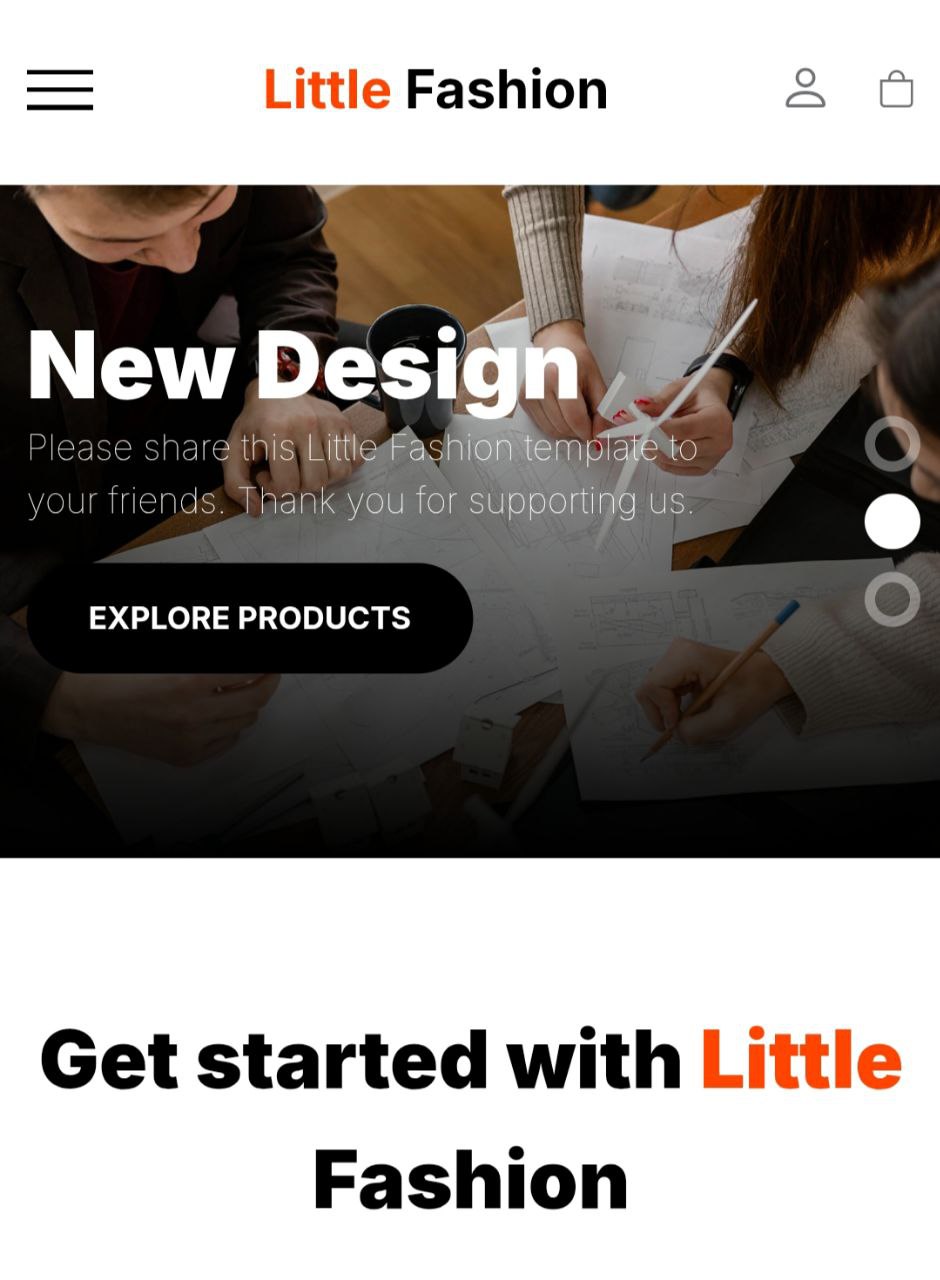 Little Fashion
New Design
Please share this Little Fashion template to
your friends. Thank you for supporting us.
EXPLORE PRODUCTS
Get started with Little
Fashion